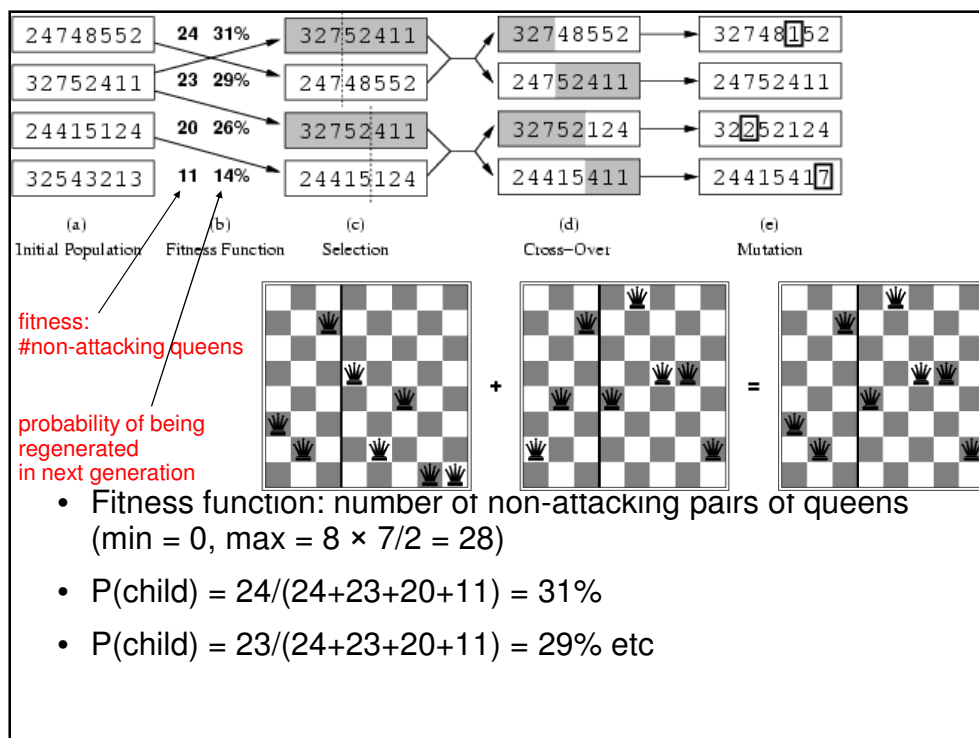 24748552 24 31% 32752411 32748552 32748152
32752411 23 29% 24748552 24752411 24752411
24415124 20 26% 32752411 32752124 32252124
32543213 11 14% 24415124 24415411 24415417
(a) (b) (c) (d) (e)
Initial Population Fitness Function Selection Cross-Over Mutation
fitness:
#non-attacking queens
+ =
probability of being
regenerated
in next generation
• Fitness function: number of non-attacking pairs of queens
(min = 0, max = 8 × 7/2 = 28)
• P(child) = 24/(24+23+20+11) = 31%
• P(child) = 23/(24+23+20+11) = 29% etc